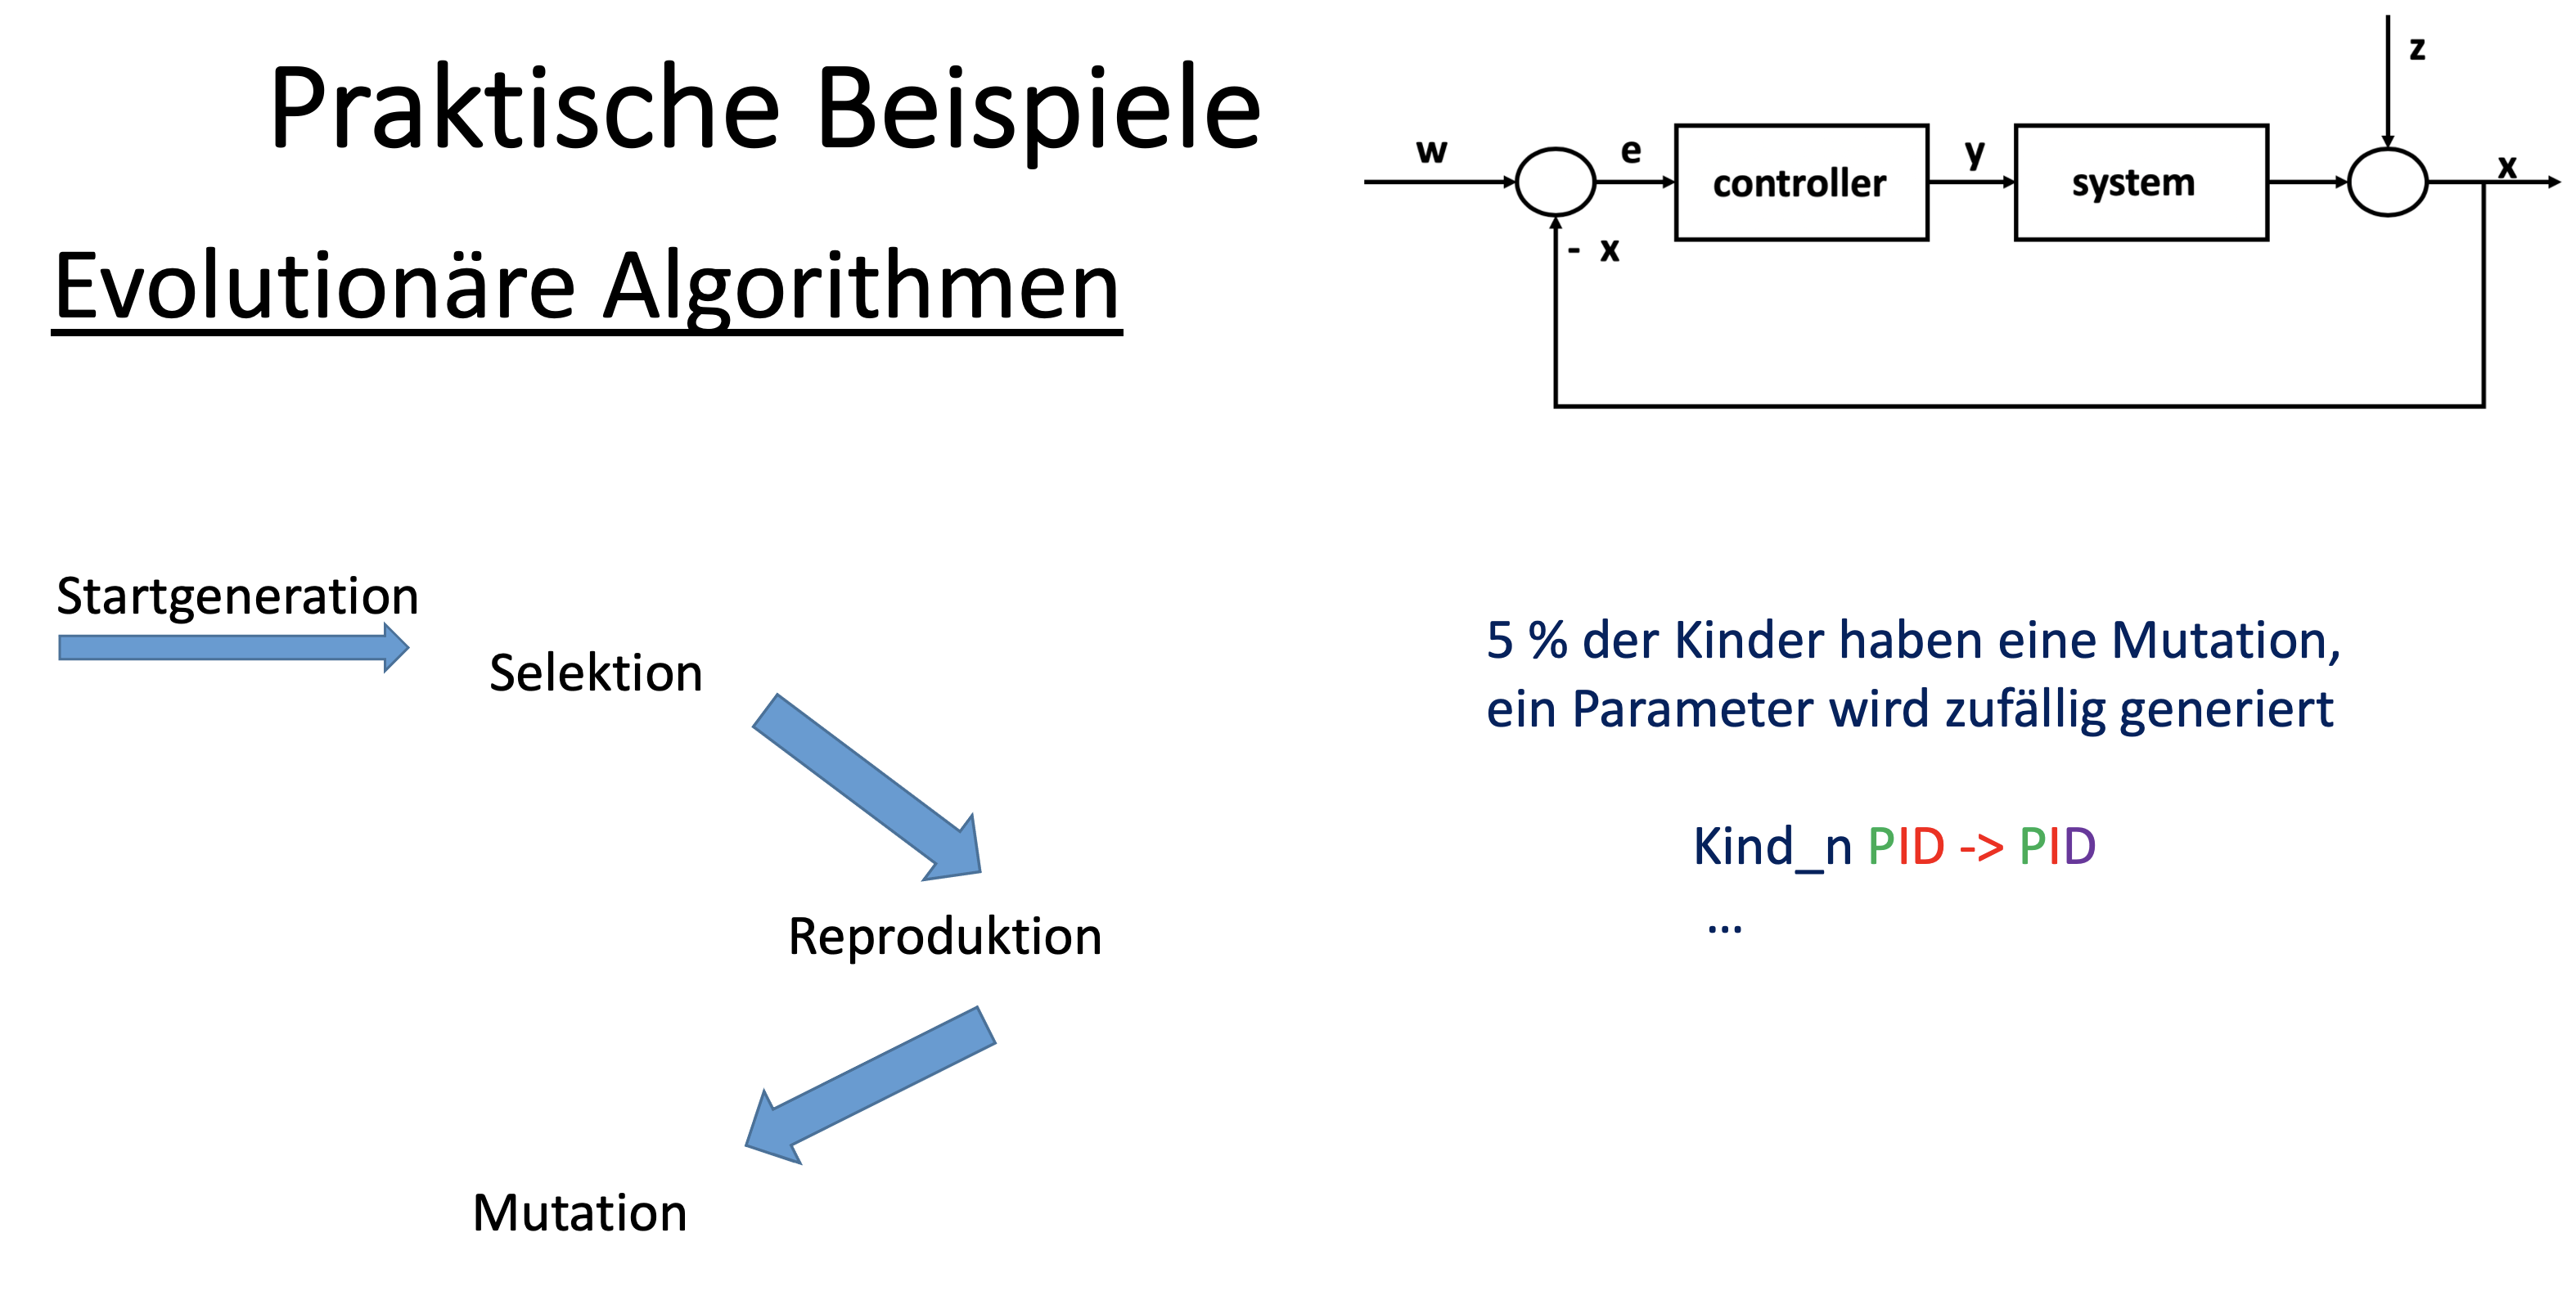 Praktische Beispiele
Evolutionäre Algorithmen
z
w
e
controller
y
system
x
- x
Startgeneration
Selektion
Reproduktion
Mutation
5 % der Kinder haben eine Mutation,
ein Parameter wird zufällig generiert
Kind_n PID -> PID
...